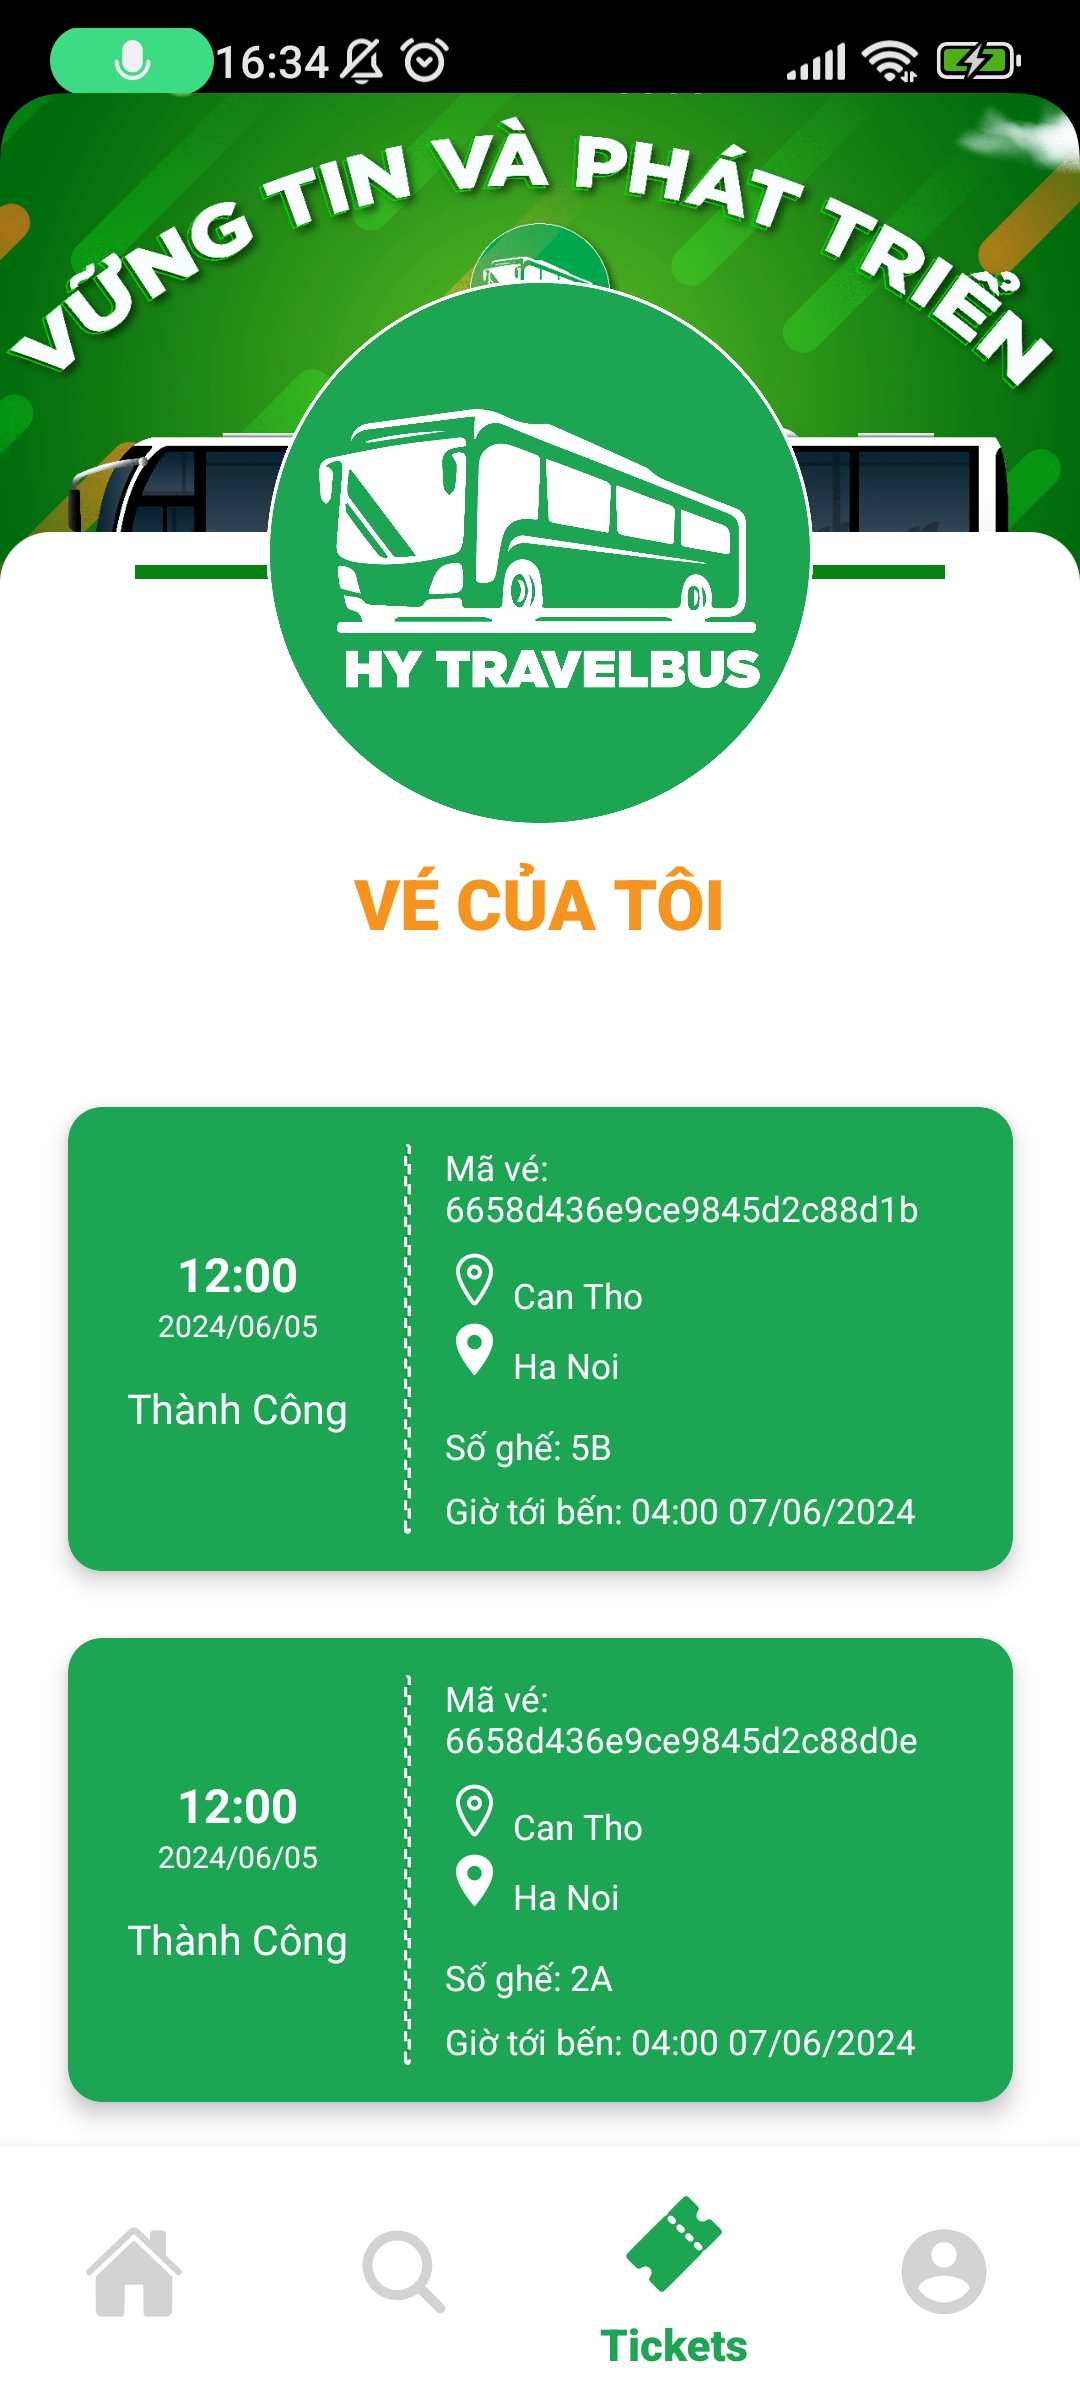 16:34
VỮNG TIN VÀ PHÁT TRIỂN
HY TRAVELBUS
VÉ CỦA TÔI
12:00
2024/06/05
Thành Công
Mã vé:
6658d436e9ce9845d2c88d1b
Can Tho
Ha Noi
Số ghế: 5B
Giờ tới bến: 04:00 07/06/2024
12:00
2024/06/05
Thành Công
Mã vé:
6658d436e9ce9845d2c88d0e
Can Tho
Ha Noi
Số ghế: 2A
Giờ tới bến: 04:00 07/06/2024
Tickets